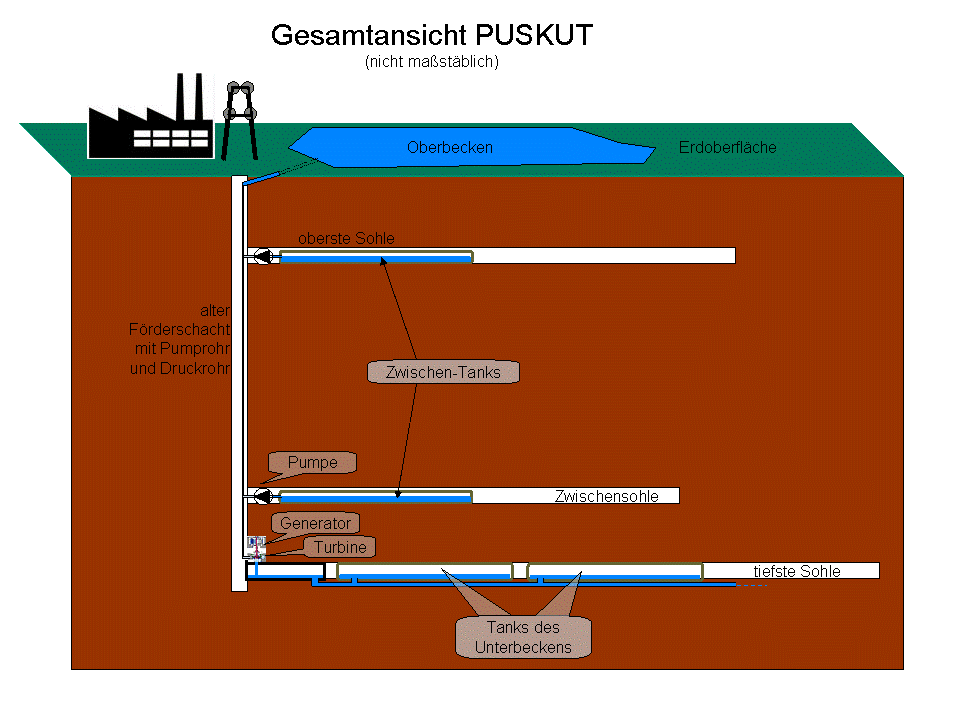 Gesamtansicht PUSKUT
(nicht maßstäblich)
Oberbecken
Erdoberfläche
oberste Sohle
alter
Förderschacht
mit Pumprohr
und Druckrohr
Zwischen-Tanks
Pumpe
Zwischensohle
Generator
Turbine
tiefste Sohle
Tanks des
Unterbeckens